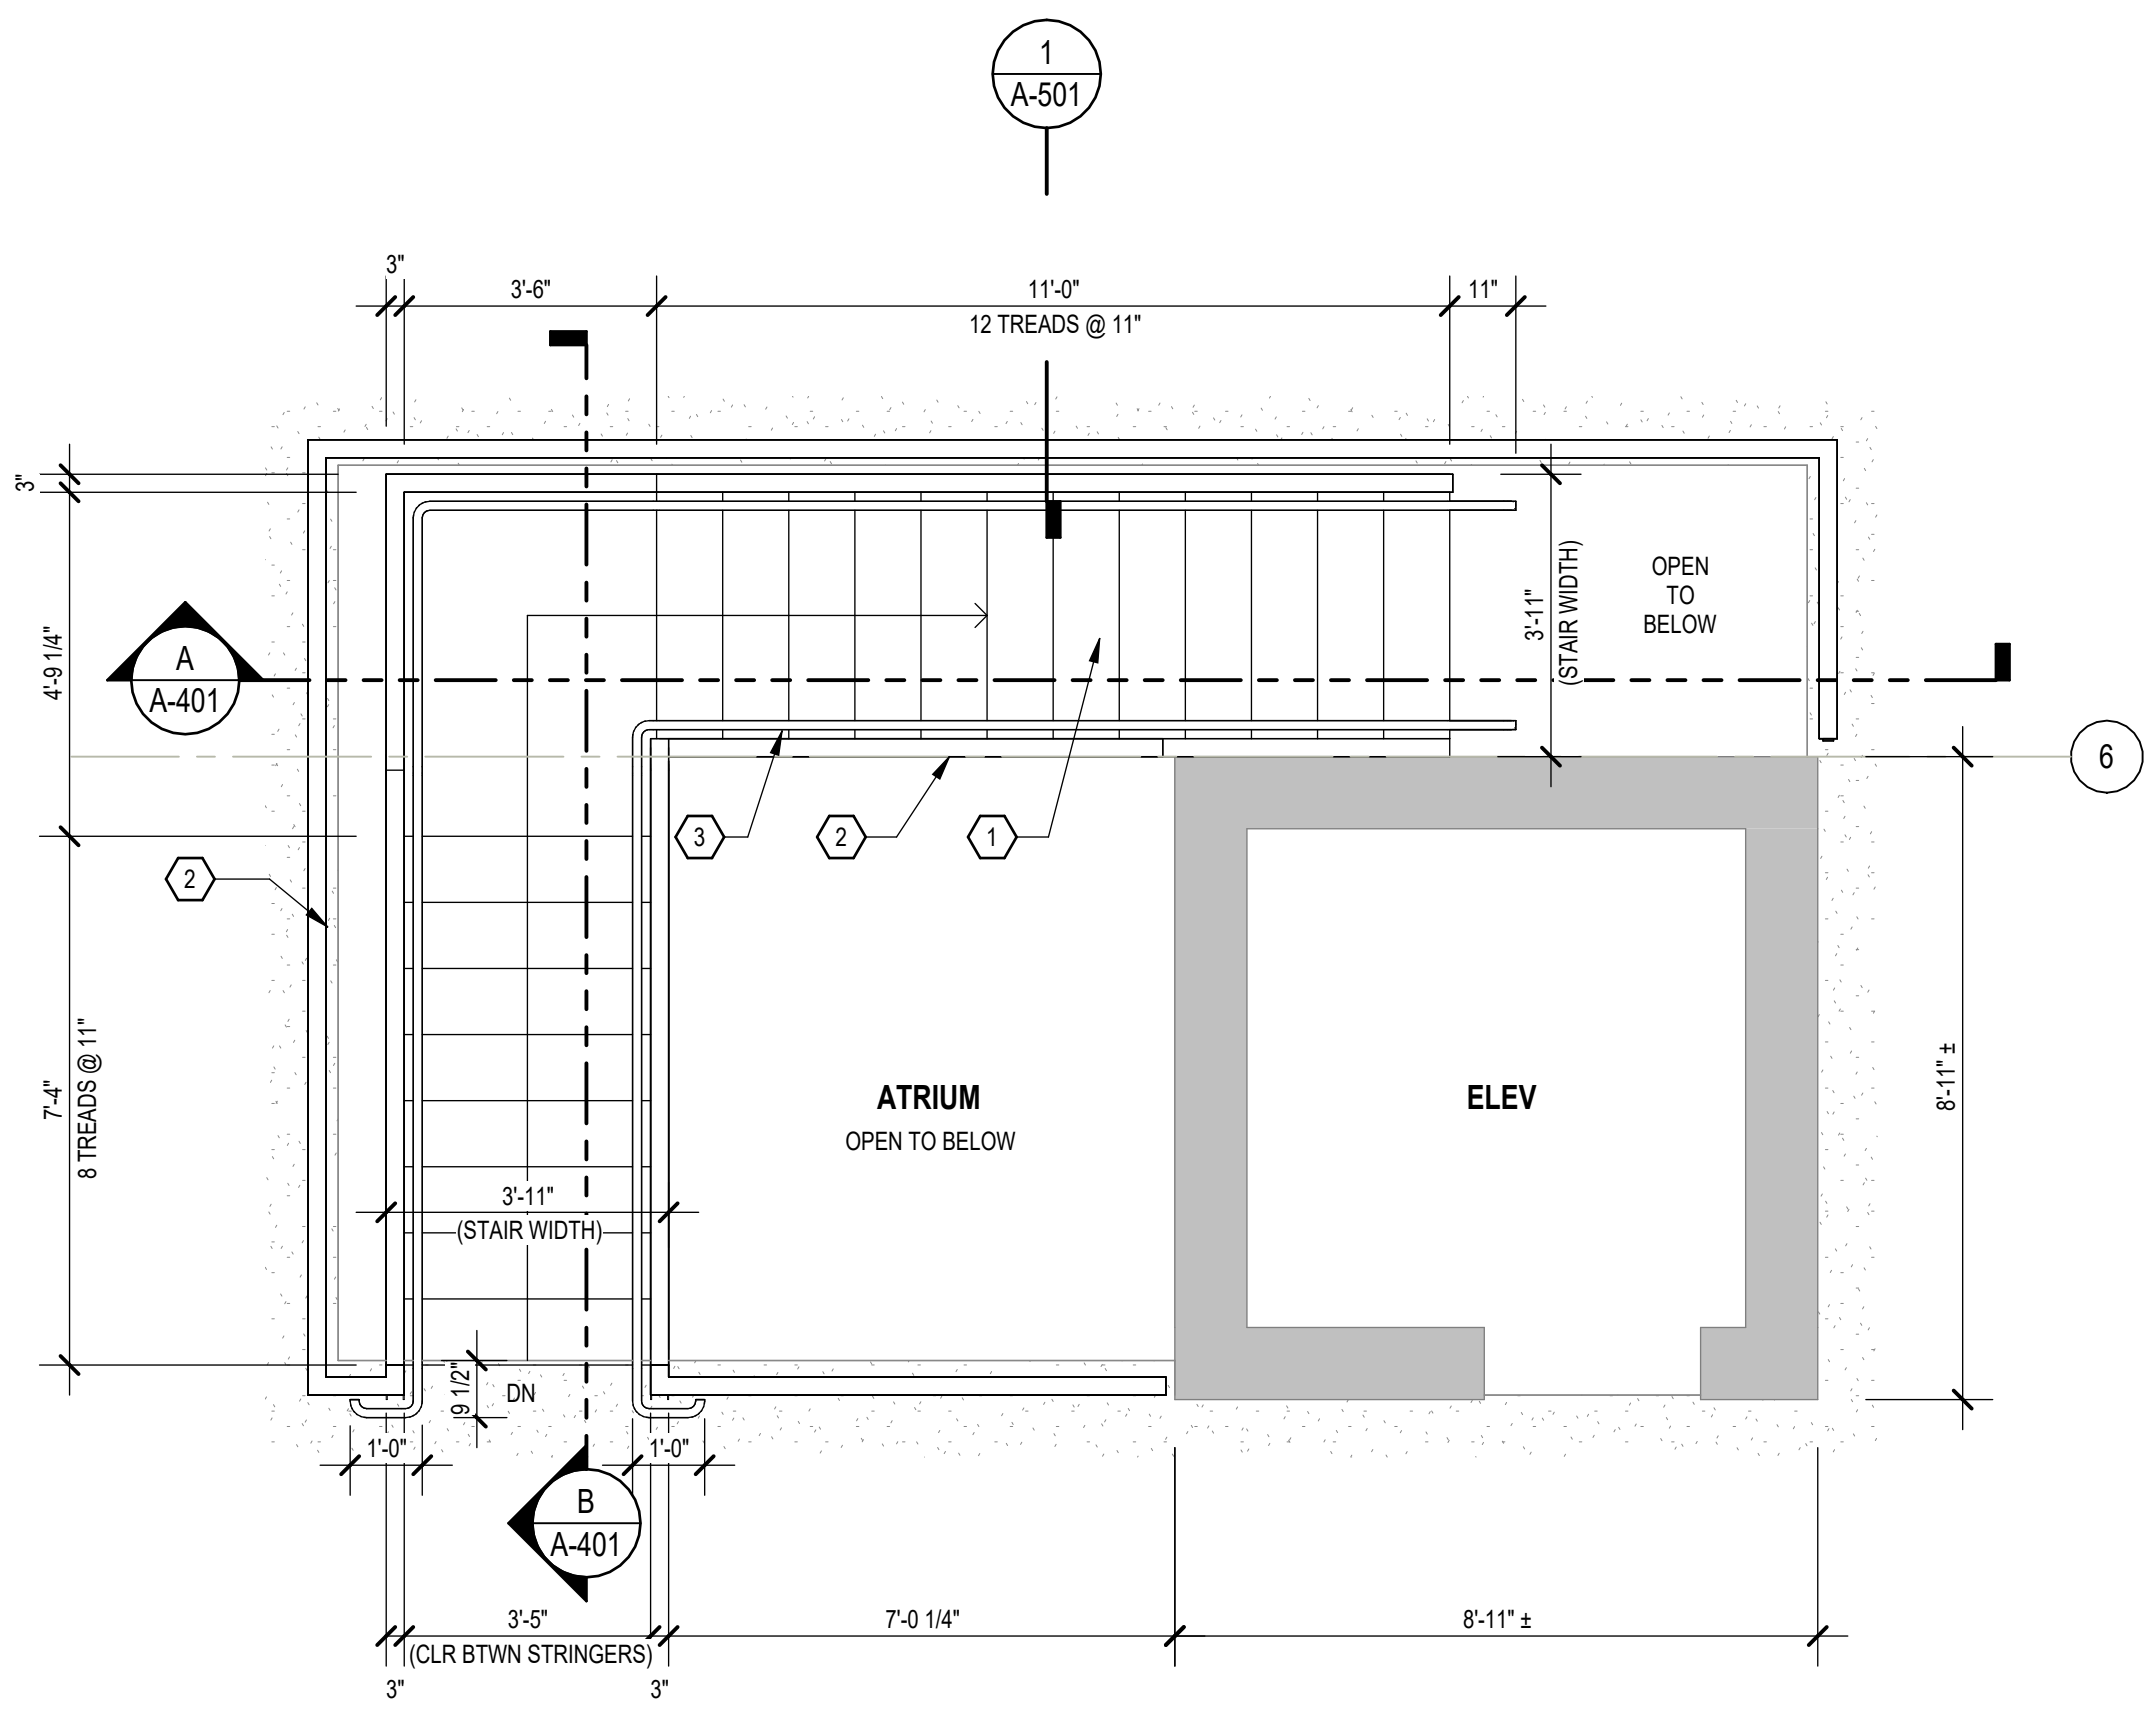 1
A-501
3"
3'-6"
11'-0"
11"
12 TREADS @ 11"
3"
4'-9 1/4"
7'-4"
8 TREADS @ 11"
A
A-401
3'-11"
(STAIR WIDTH)
OPEN
TO
BELOW
6
3
2
1
2
ATRIUM
OPEN TO BELOW
ELEV
8'-11" ±
3'-11"
(STAIR WIDTH)
9 1/2"
DN
1'-0"
1'-0"
B
A-401
3'-5"
(CLR BTWN STRINGERS)
7'-0 1/4"
8'-11" ±
3"
3"